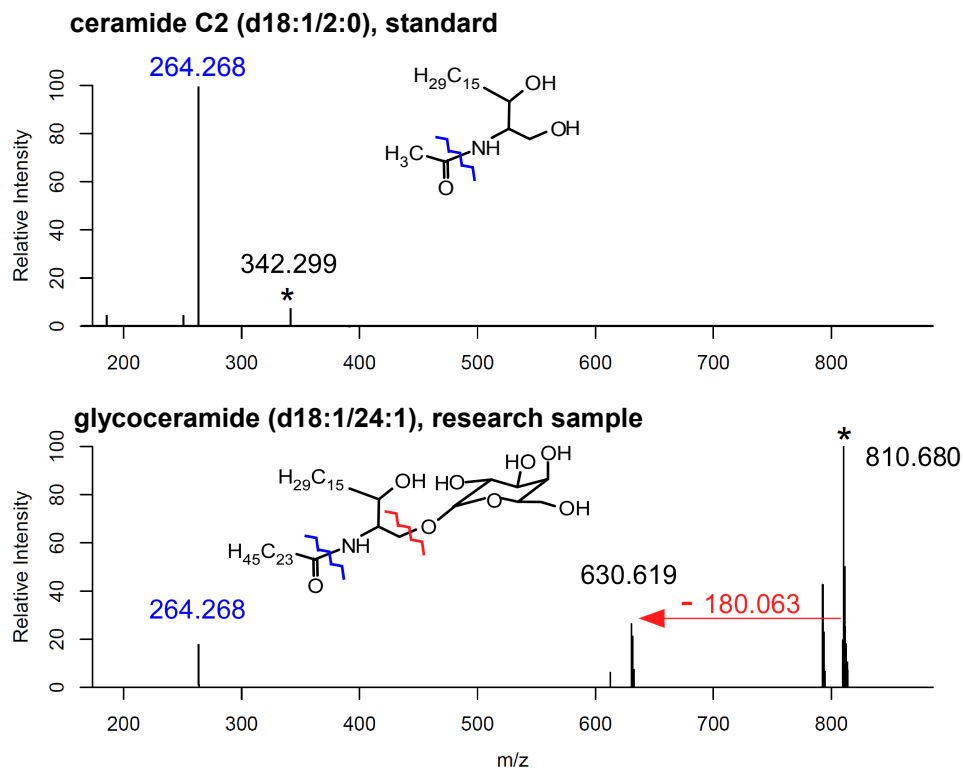 ceramide C2 (d18:1/2:0), standard
264.268
H29C15
OH
OH
NH
H3C
O
342.299
*
Relative Intensity
0 20 40 60 80 100
200 300 400 500 600 700 800
glycoceramide (d18:1/24:1), research sample
*
810.680
HO
OH
H29C15
OH
HO
HO
O
OH
O
NH
H45C23
O
630.619
264.268
- 180.063
Relative Intensity
0 20 40 60 80 100
200 300 400 500 600 700 800
m/z